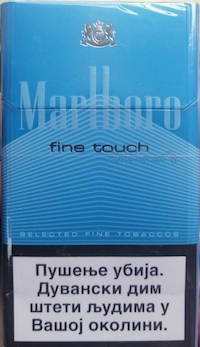 Marlboro
fine touch
SELECTED FINE TOBACCOS
Пушење убија.
Дувански дим
штети људима у
Вашој околини.